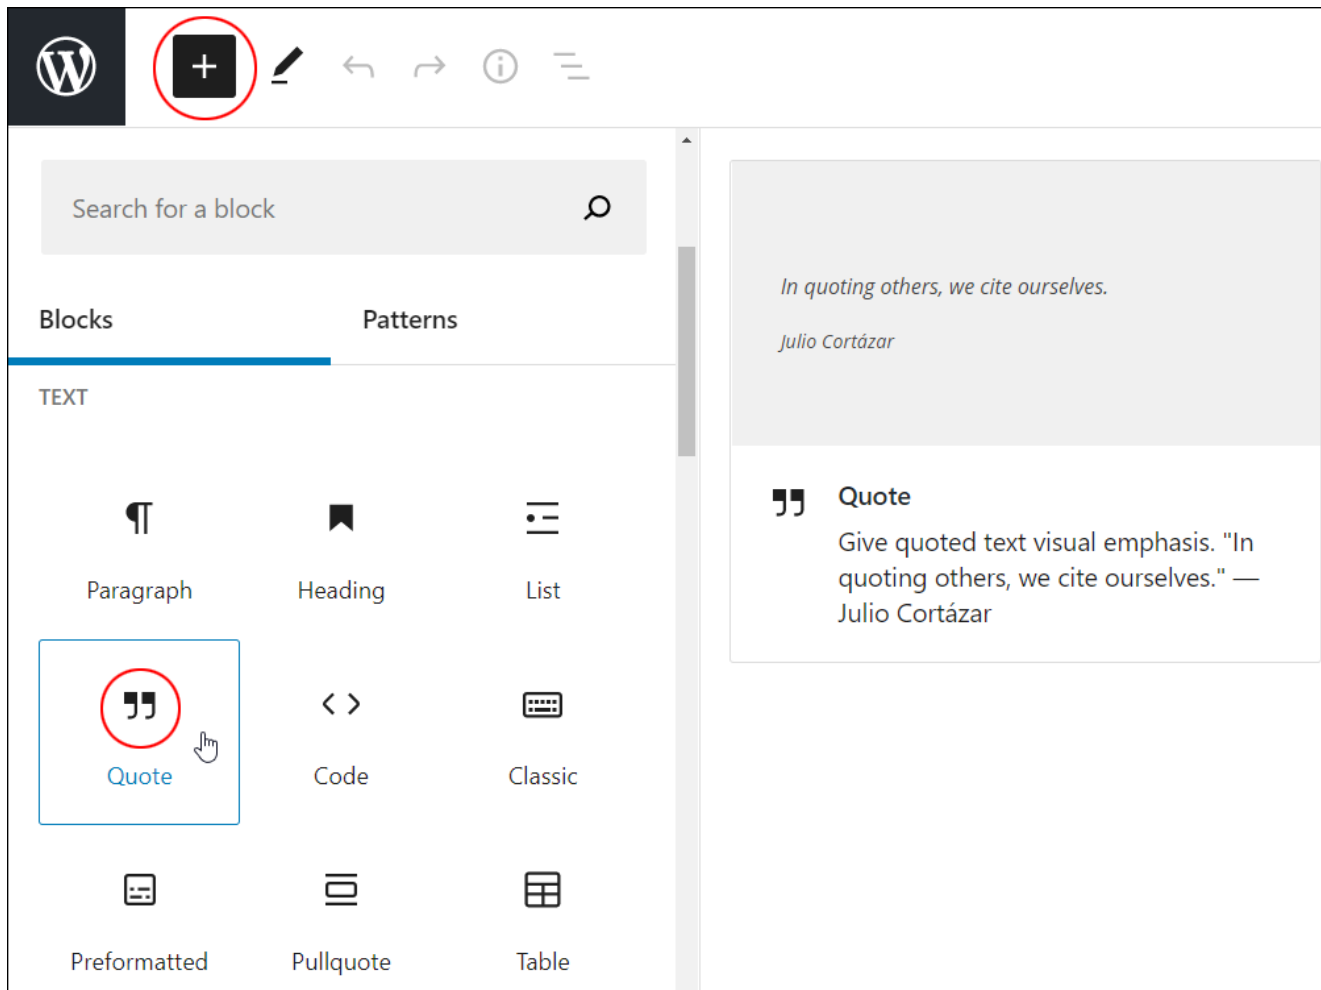 Search for a block
Blocks Patterns
TEXT
Paragraph Heading List
Quote Code Classic
Preformatted Pullquote Table
In quoting others, we cite ourselves.
Julio Cortázar
Quote
Give quoted text visual emphasis. "In
quoting others, we cite ourselves." —
Julio Cortázar